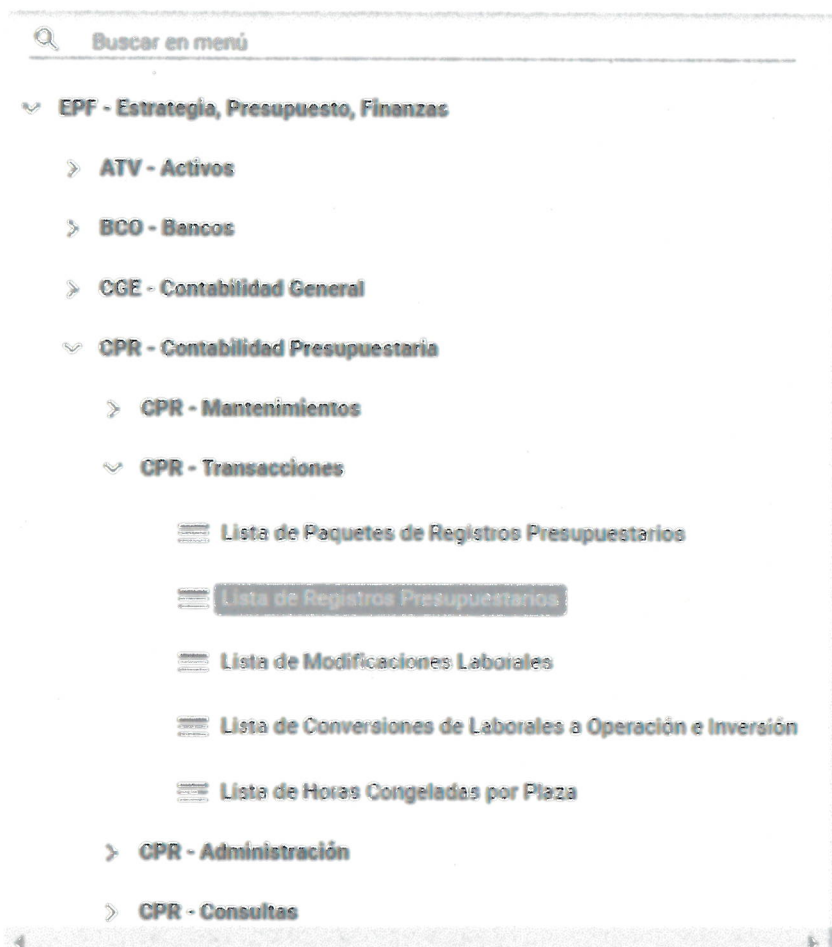 Buscar en menú
EPF - Estrategia, Presupuesto, Finanzas
ATV - Activos
BCO - Bancos
CGE - Contabilidad General
CPR - Contabilidad Presupuestaria
CPR - Mantenimientos
CPR - Transacciones
Lista de Paquetes de Registros Presupuestarios
Lista de Registros Presupuestarios
Lista de Modificaciones Laborales
Lista de Conversiones de Laborales a Operación e Inversión
Lista de Horas Congeladas por Plaza
CPR - Administración
CPR - Consultas